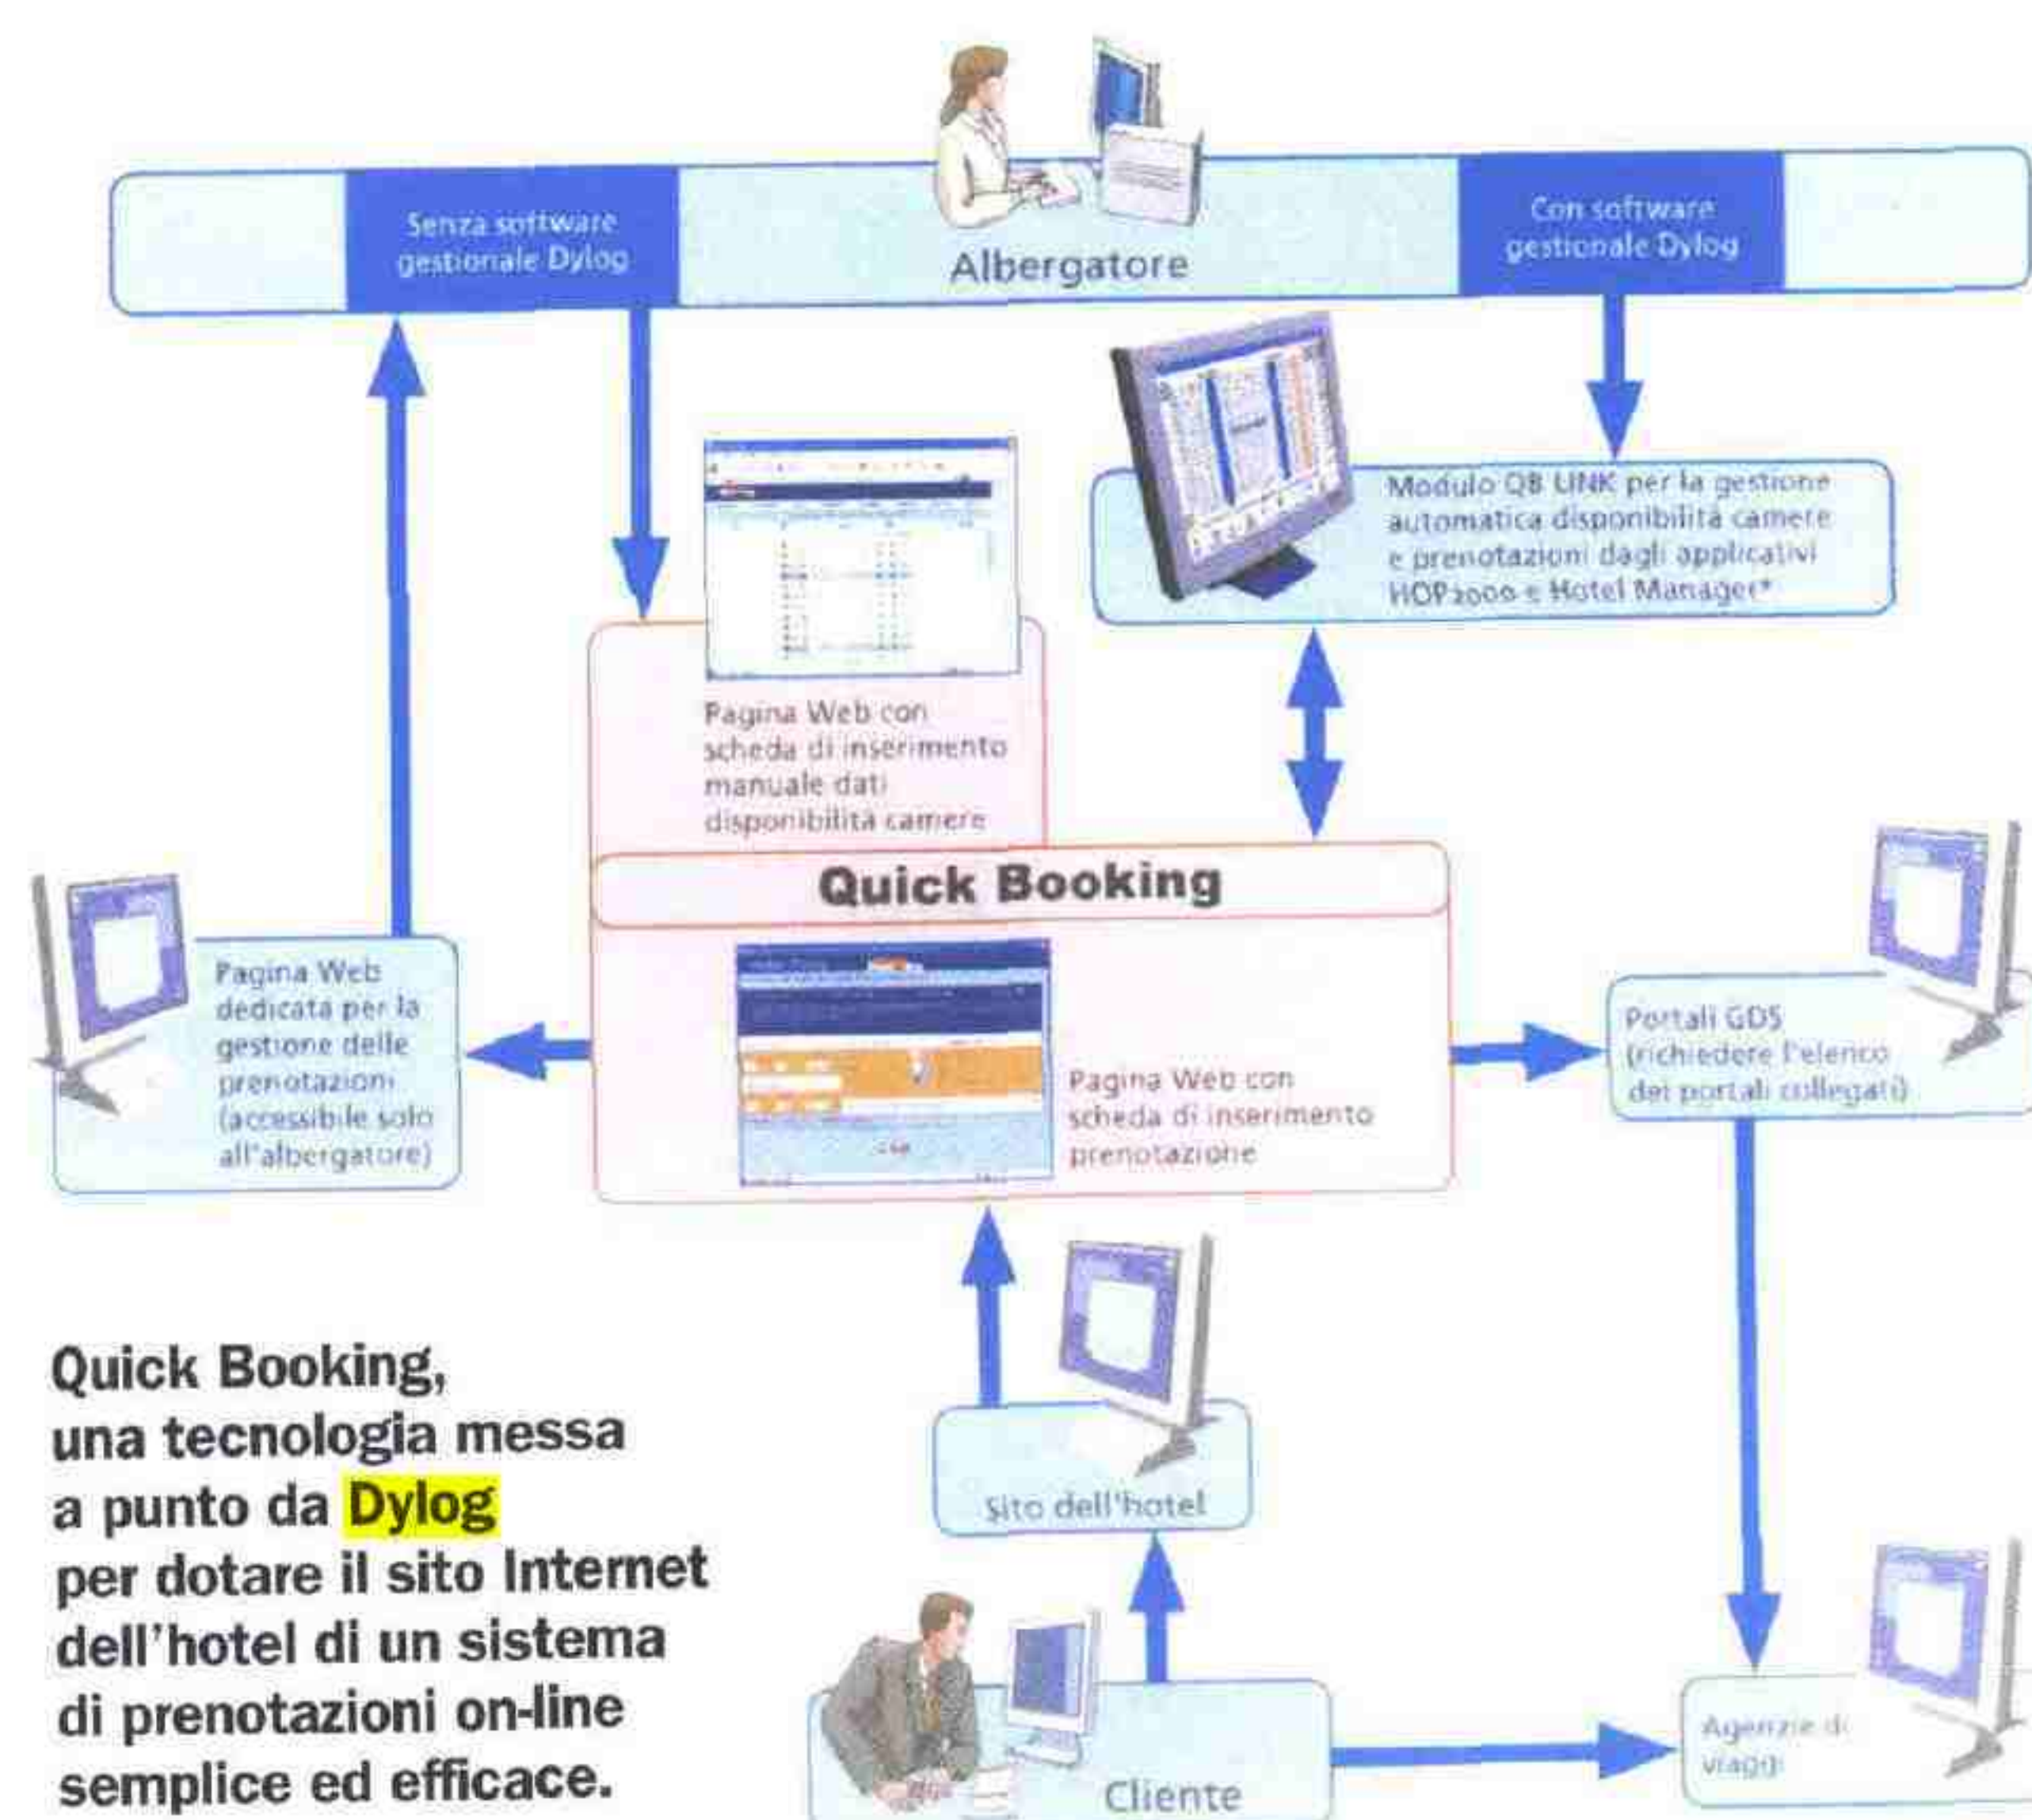 Senza software
gestionale Dylog
Albergatore
Con software
gestionale Dylog
Modulo QB LINK per la gestione
automatica disponibilità camere
e prenotazioni dagli applicativi
HOP2000 e Hotel Manager*
Pagina Web con
scheda di inserimento
manuale dati
disponibilità camere
Quick Booking
Pagina Web
dedicata per la
gestione delle
prenotazioni
(accessibile solo
all'albergatore)
Pagina Web con
scheda di inserimento
prenotazione
Portali GDS
(richiedere l'elenco
dei portali collegati)
Sito dell'hotel
Quick Booking,
una tecnologia messa
a punto da Dylog
per dotare il sito Internet
dell'hotel di un sistema
di prenotazioni on-line
semplice ed efficace.
Cliente
Agenzie di
viaggi